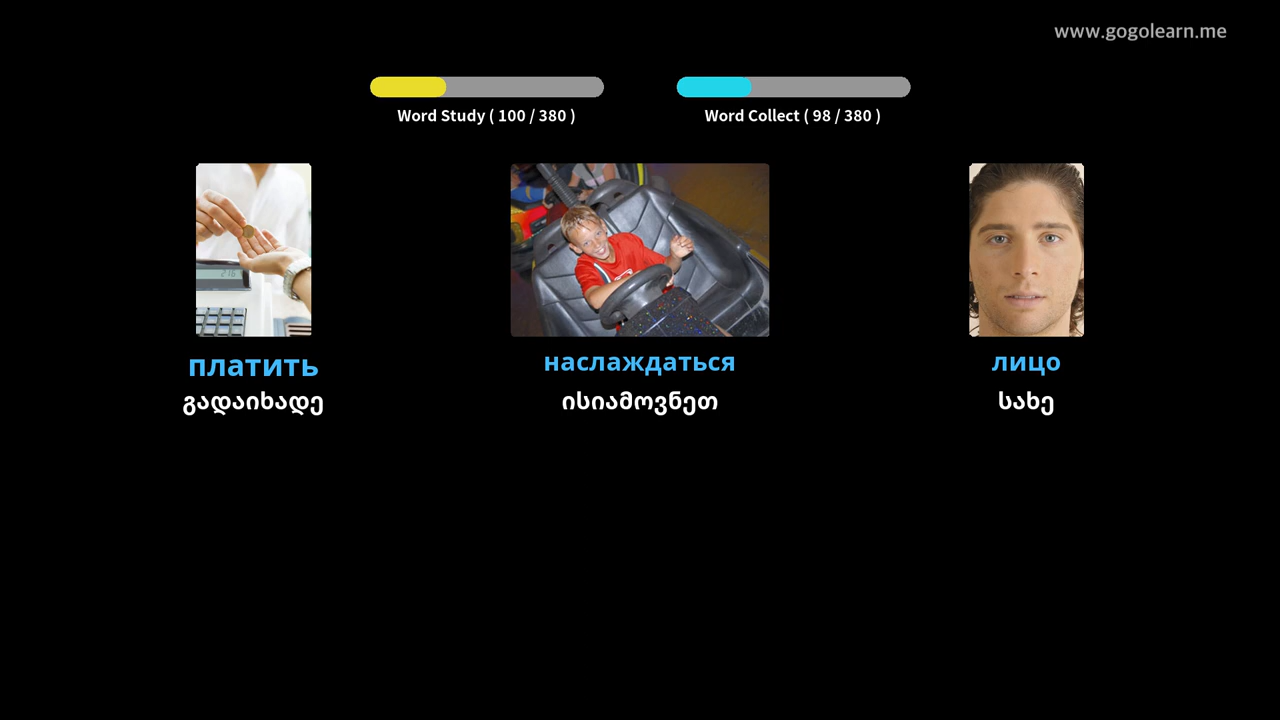 www.gogolearn.me
Word Study ( 100 / 380 )
Word Collect ( 98 / 380 )
платить
наслаждаться
лицо
გადაიხადე
ისიამოვნეთ
სახე